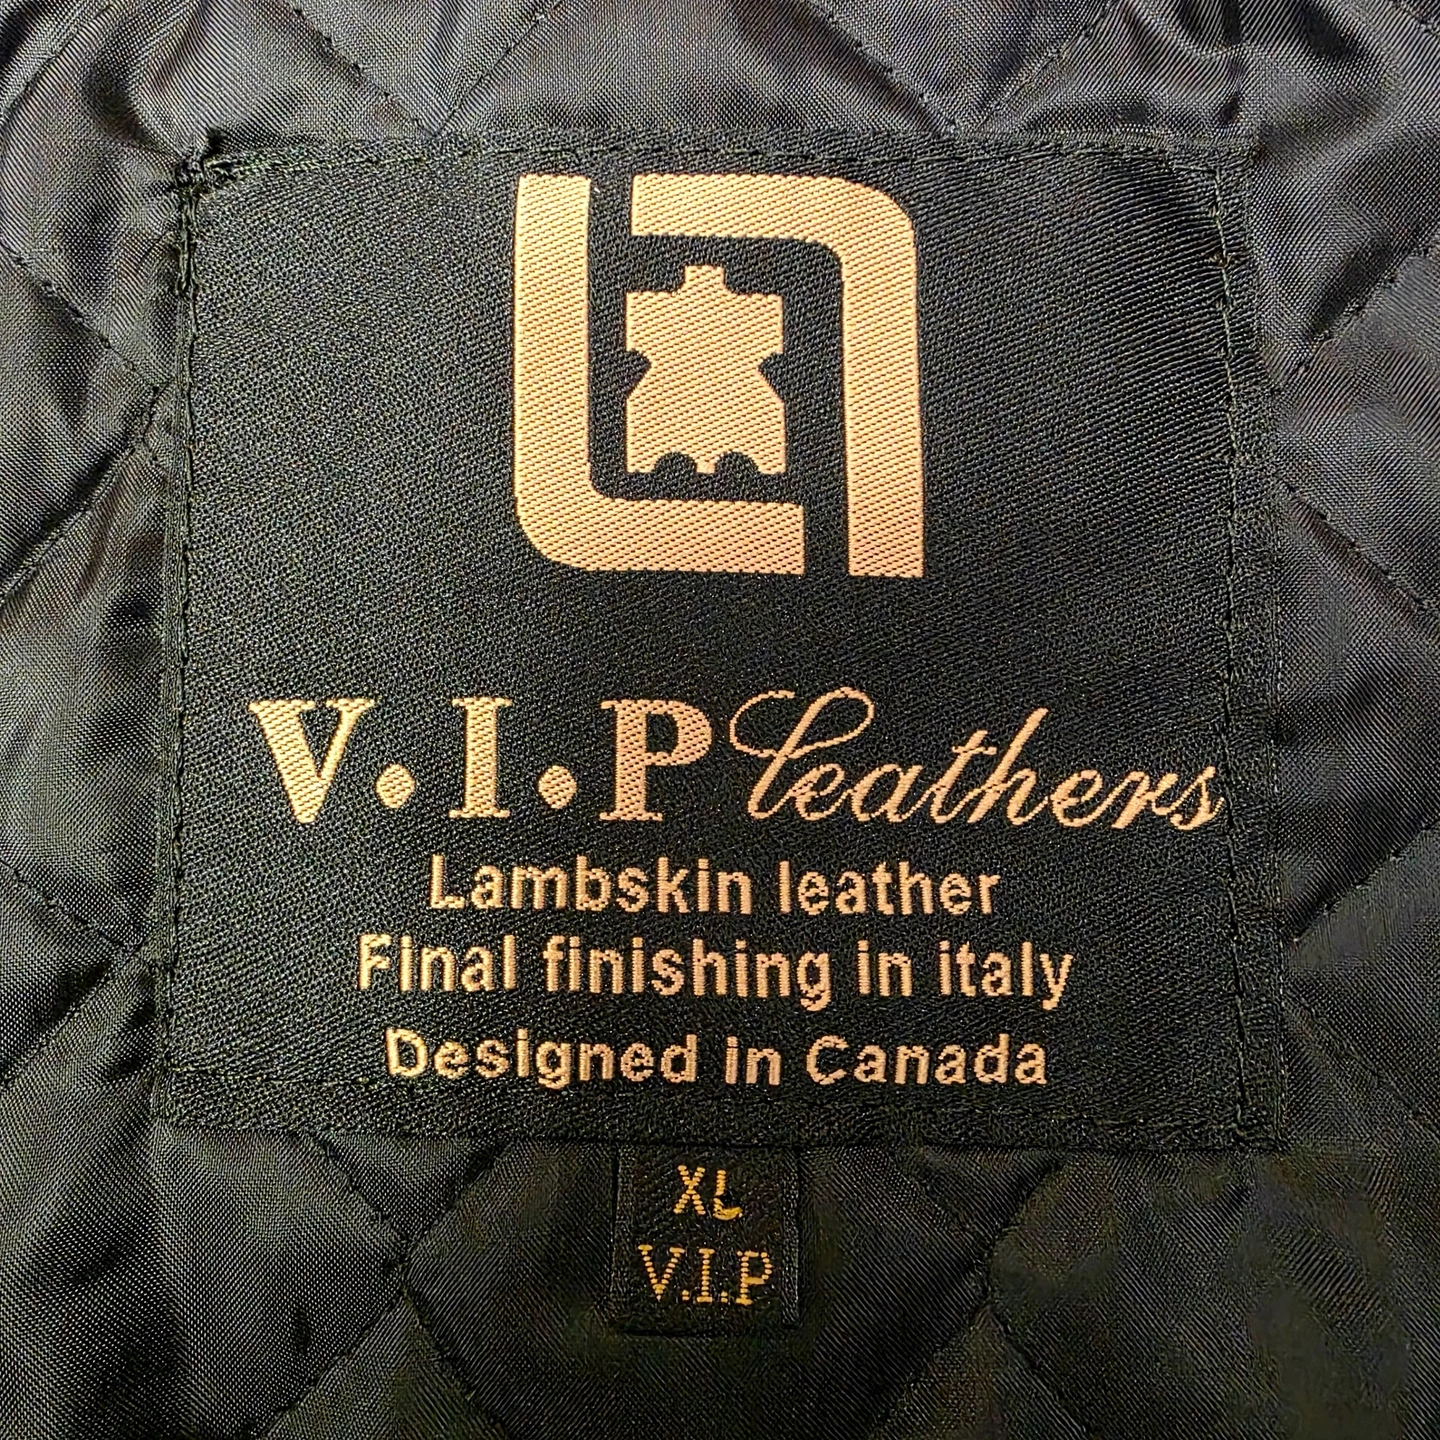 V.I.P leathers
Lambskin leather
Final finishing in italy
Designed in Canada
XL
V.I.P